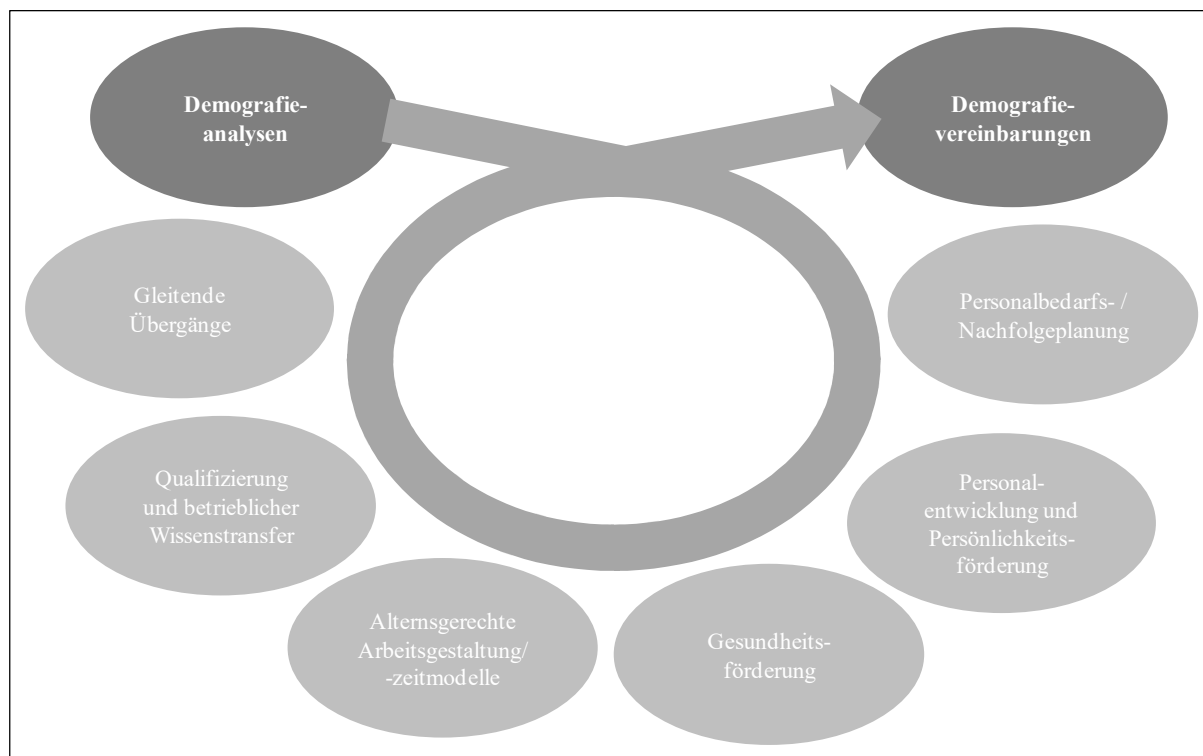 Demografie-
analysen
Demografie-
vereinbarungen
Gleitende
Übergänge
Personalbedarfs- /
Nachfolgeplanung
Qualifizierung
und betrieblicher
Wissenstransfer
Personal-
entwicklung und
Persönlichkeits-
förderung
Alternsgerechte
Arbeitsgestaltung/
-zeitmodelle
Gesundheits-
förderung